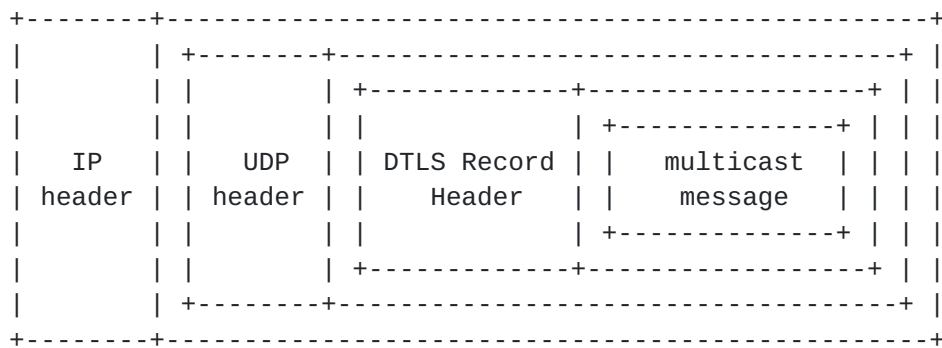 +--------+-------------------------------------------------+
|        | +--------+------------------------------------+ |
|        | |        | +-------------+------------------+ | |
|        | |        | |             | +--------------+ | | |
|   IP   | |   UDP  | | DTLS Record | |   multicast  | | | |
| header | | header | |    Header   | |    message   | | | |
|        | |        | |             | +--------------+ | | |
|        | |        | +-------------+------------------+ | |
|        | +--------+------------------------------------+ |
+--------+-------------------------------------------------+